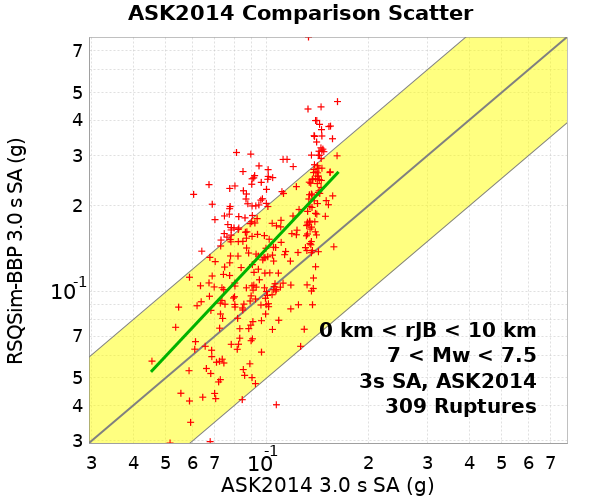 ASK2014 Comparison Scatter
RSQSim-BBP 3.0 s SA (g)
7
5
4
3
2
10-1
7
5
4
3
0 km < rJB < 10 km
7 < Mw < 7.5
3s SA, ASK2014
309 Ruptures
3 4 5 6 7 10-1 2 3 4 5 6 7
ASK2014 3.0 s SA (g)